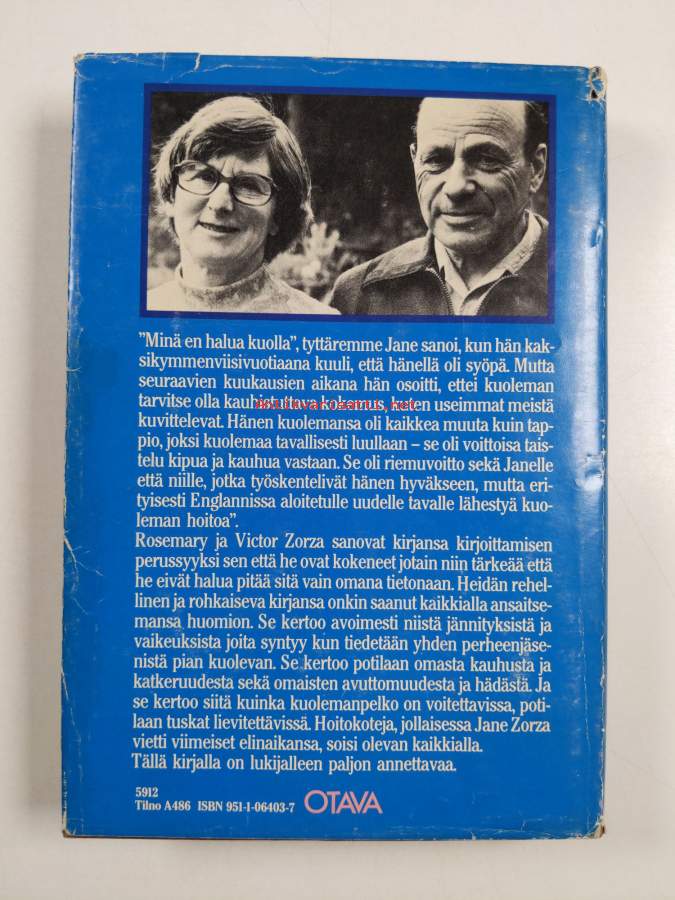 "Minä en halua kuolla", tyttäremme Jane sanoi, kun hän kak-
sikymmenviisivuotiaana kuuli, että hänellä oli syöpä. Mutta
seuraavien kuukausien aikana hän osoitti, ettei kuoleman
tarvitse olla kauhistuttava kokemus, kuten useimmat meistä
antikvariaatti.net
kuvittelevat. Hänen kuolemansa oli kaikkea muuta kuin tap-
pio, joksi kuolemaa tavallisesti luullaan – se oli voittoisa tais-
telu kipua ja kauhua vastaan. Se oli riemuvoitto sekä Janelle
että niille, jotka työskentelivät hänen hyväkseen, mutta eri-
tyisesti Englannissa aloitetulle uudelle tavalle lähestyä kuo-
leman hoitoa".
Rosemary ja Victor Zorza sanovat kirjansa kirjoittamisen
perussyyksi sen että he ovat kokeneet jotain niin tärkeää että
he eivät halua pitää sitä vain omana tietonaan. Heidän rehel-
linen ja rohkaiseva kirjansa onkin saanut kaikkialla ansaitse-
mansa huomion. Se kertoo avoimesti niistä jännityksistä ja
vaikeuksista joita syntyy kun tiedetään yhden perheenjäse-
nistä pian kuolevan. Se kertoo potilaan omasta kauhusta ja
katkeruudesta sekä omaisten avuttomuudesta ja hädästä. Ja
se kertoo siitä kuinka kuolemanpelko on voitettavissa, poti-
laan tuskat lievitettävissä. Hoitokoteja, jollaisessa Jane Zorza
vietti viimeiset elinaikansa, soisi olevan kaikkialla.
Tällä kirjalla on lukijalleen paljon annettavaa.
5912
Tilno A486 ISBN 951-1-06403-7 OTAVA